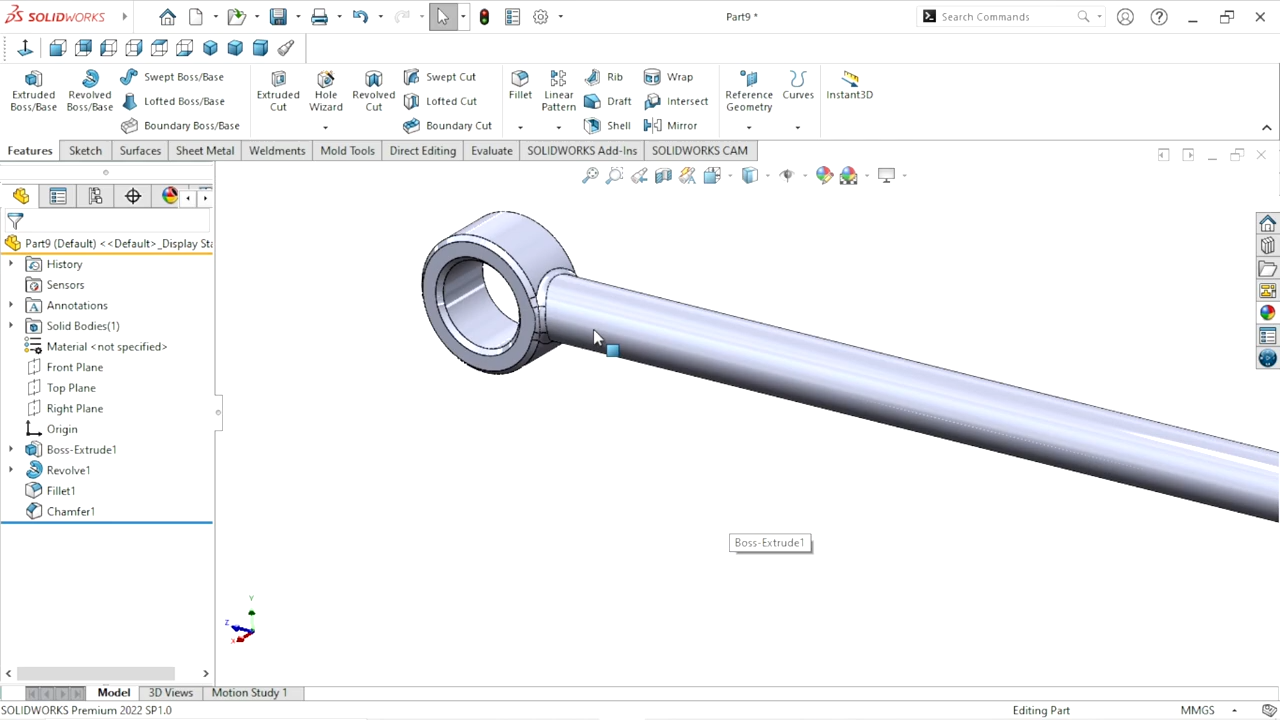 SOLIDWORKS
Part9 *
Search Commands
Extruded Boss/Base
Revolved Boss/Base
Swept Boss/Base
Lofted Boss/Base
Boundary Boss/Base
Extruded Cut
Hole Wizard
Revolved Cut
Swept Cut
Lofted Cut
Boundary Cut
Fillet
Linear Pattern
Rib
Draft
Shell
Wrap
Intersect
Mirror
Reference Geometry
Curves
Instant3D
Features
Sketch
Surfaces
Sheet Metal
Weldments
Mold Tools
Direct Editing
Evaluate
SOLIDWORKS Add-Ins
SOLIDWORKS CAM
Part9 (Default) <<Default>_Display Sta
History
Sensors
Annotations
Solid Bodies(1)
Material <not specified>
Front Plane
Top Plane
Right Plane
Origin
Boss-Extrude1
Revolve1
Fillet1
Chamfer1
Boss-Extrude1
Y
Z
X
Model
3D Views
Motion Study 1
SOLIDWORKS Premium 2022 SP1.0
Editing Part
MMGS